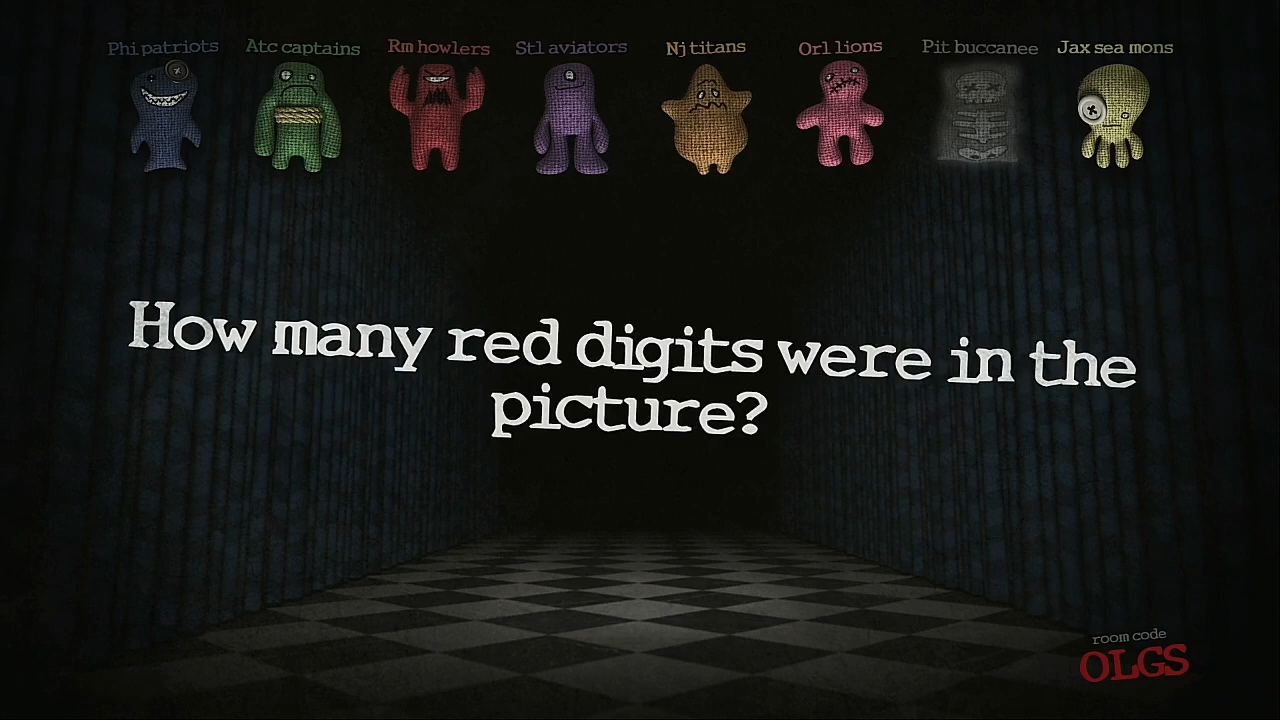 Phi patriots Atc captains Rm howlers Stl aviators Nj titans Orl lions Pit buccanee Jax sea mons
How many red digits were in the
picture?
room code
OLGS